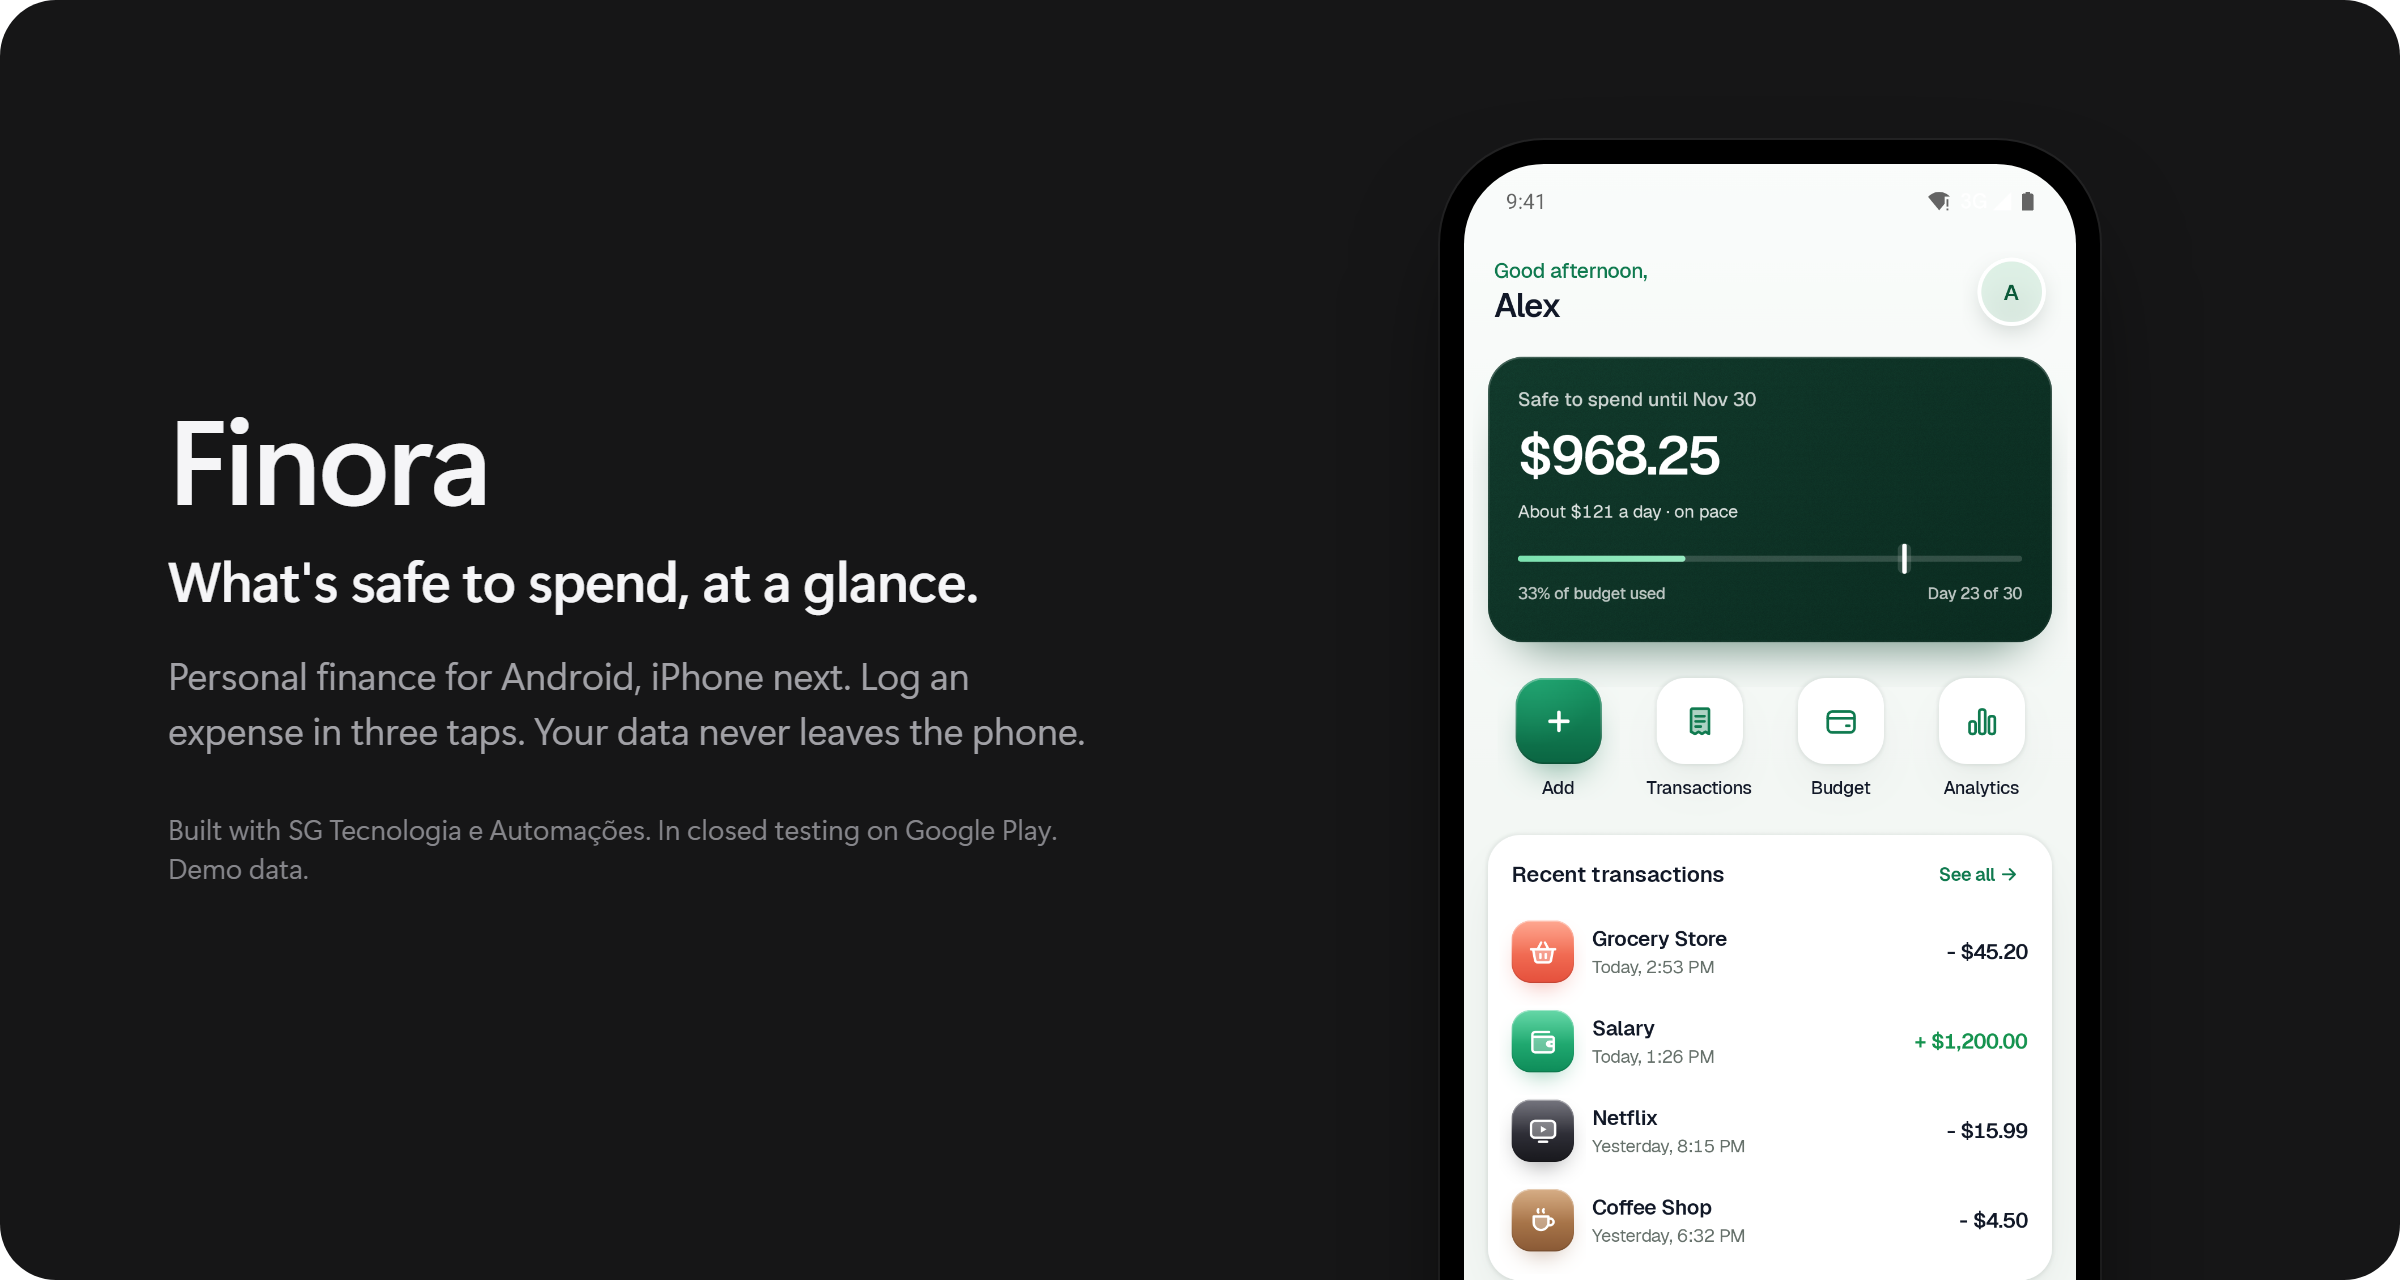 Finora
What's safe to spend, at a glance.
Personal finance for Android, iPhone next. Log an
expense in three taps. Your data never leaves the phone.
Built with SG Tecnologia e Automações. In closed testing on Google Play.
Demo data.
9:41
3G
Good afternoon,
Alex
A
Safe to spend until Nov 30
$968.25
About $121 a day · on pace
33% of budget used
Day 23 of 30
Add
Transactions
Budget
Analytics
Recent transactions
See all →
Grocery Store
Today, 2:53 PM
- $45.20
Salary
Today, 1:26 PM
+ $1,200.00
Netflix
Yesterday, 8:15 PM
- $15.99
Coffee Shop
Yesterday, 6:32 PM
- $4.50